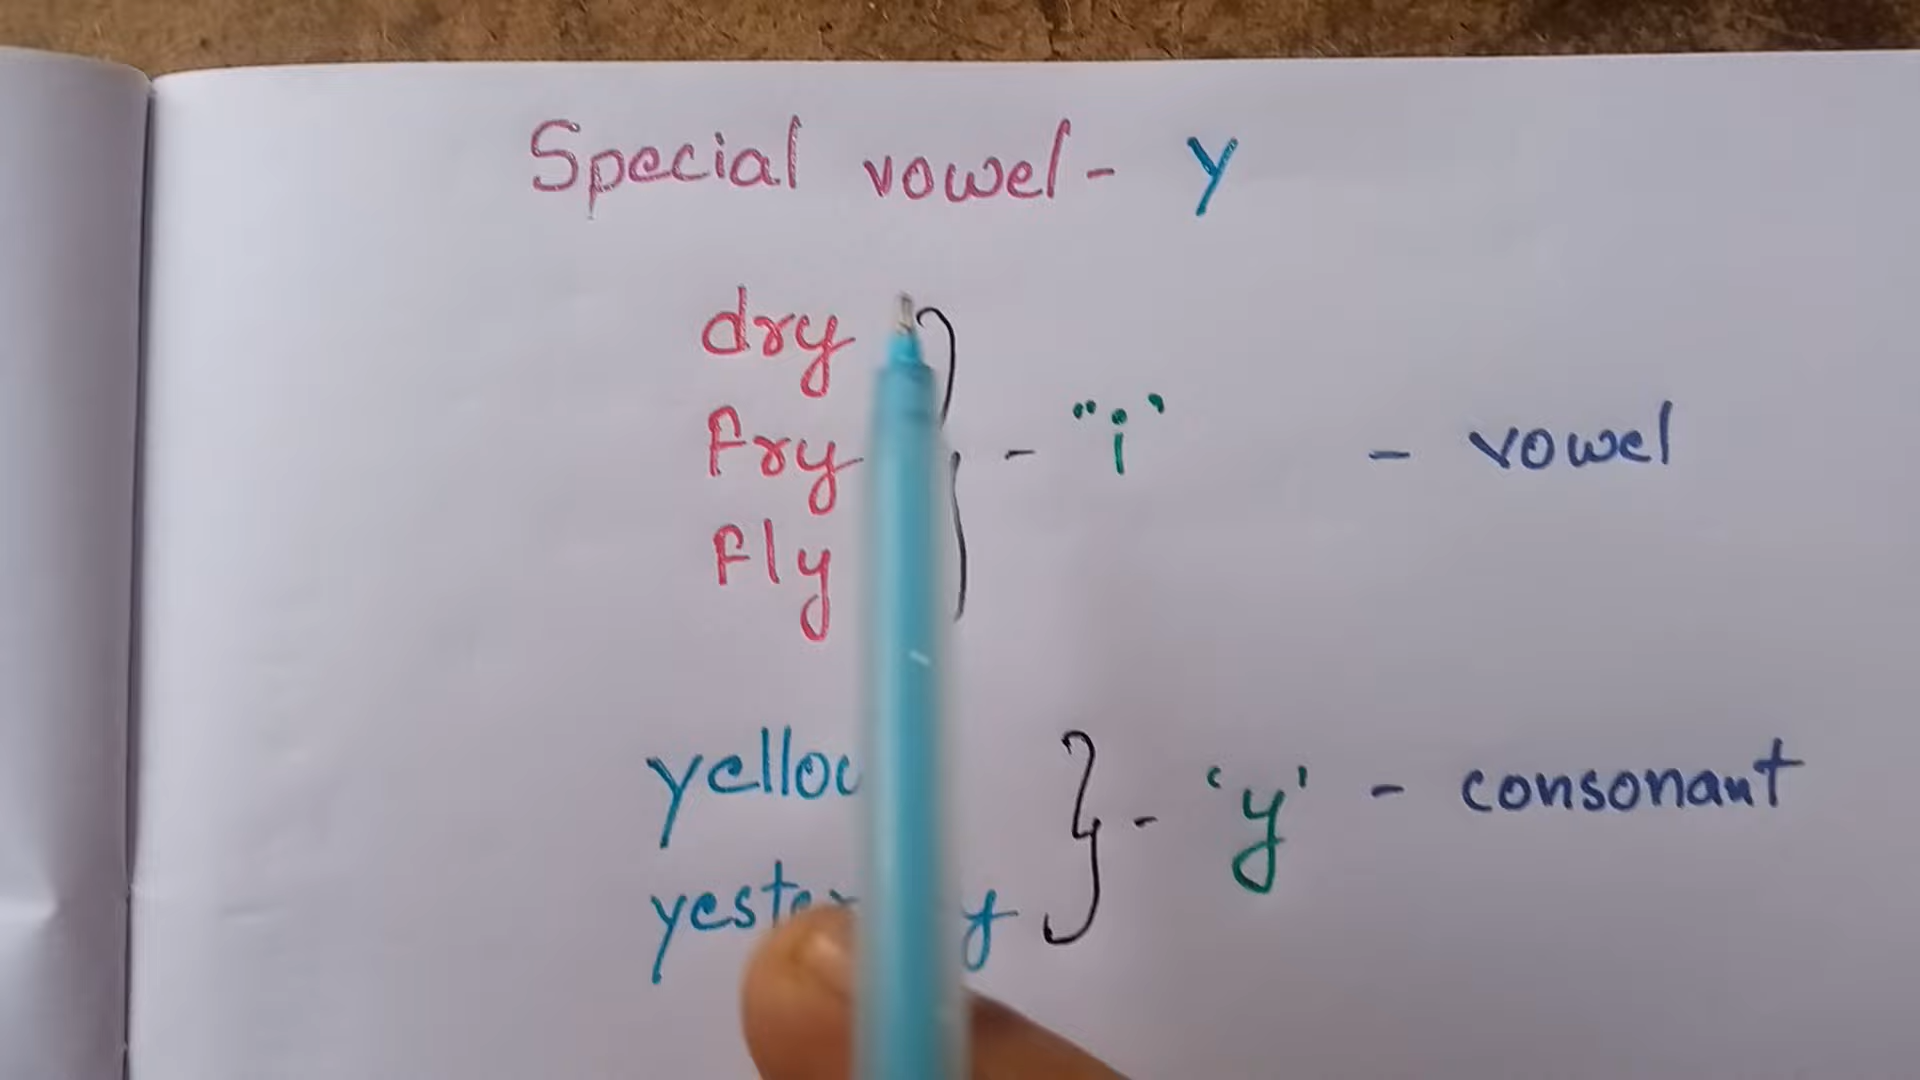 Special vowel - y
dry
Fry - "i' - vowel
Fly
- 'y' - consonant